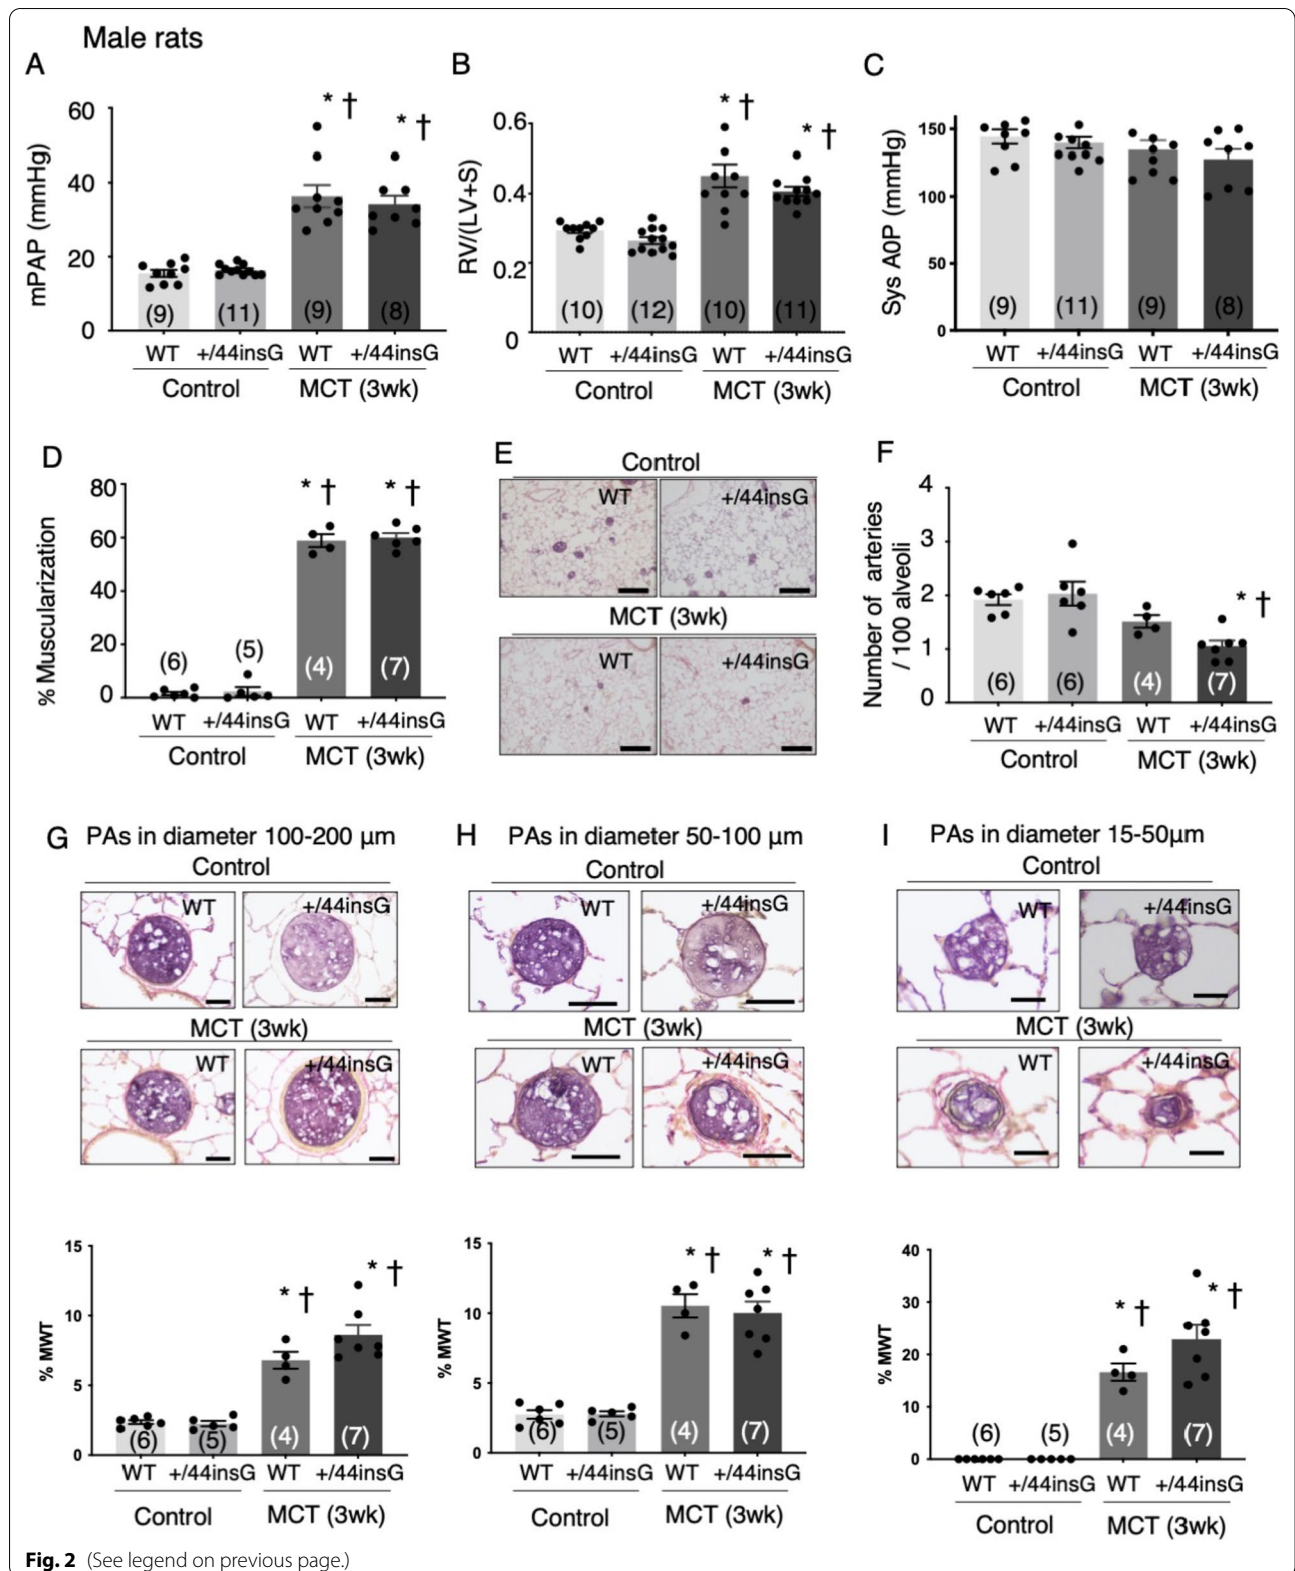 Male rats
A
mPAP (mmHg)
60
40
20
0
* †
* †
(9)
(11)
(9)
(8)
WT
+/44insG
WT
+/44insG
Control
MCT (3wk)
B
RV/(LV+S)
0.6
0.4
0.2
0
* †
* †
(10)
(12)
(10)
(11)
WT
+/44insG
WT
+/44insG
Control
MCT (3wk)
C
Sys A0P (mmHg)
150
100
50
0
(9)
(11)
(9)
(8)
WT
+/44insG
WT
+/44insG
Control
MCT (3wk)
D
% Muscularization
80
60
40
20
0
* †
* †
(6)
(5)
(4)
(7)
WT
+/44insG
WT
+/44insG
Control
MCT (3wk)
E
Control
WT
+/44insG
MCT (3wk)
WT
+/44insG
F
Number of arteries
/ 100 alveoli
4
3
2
1
0
* †
(6)
(6)
(4)
(7)
WT
+/44insG
WT
+/44insG
Control
MCT (3wk)
G PAs in diameter 100-200 µm
Control
WT
+/44insG
MCT (3wk)
WT
+/44insG
% MWT
15
10
5
0
* †
* †
(6)
(5)
(4)
(7)
WT
+/44insG
WT
+/44insG
Control
MCT (3wk)
H PAs in diameter 50-100 µm
Control
WT
+/44insG
MCT (3wk)
WT
+/44insG
% MWT
15
10
5
0
* †
* †
(6)
(5)
(4)
(7)
WT
+/44insG
WT
+/44insG
Control
MCT (3wk)
I PAs in diameter 15-50µm
Control
WT
+/44insG
MCT (3wk)
WT
+/44insG
% MWT
40
30
20
10
0
* †
* †
(6)
(5)
(4)
(7)
WT
+/44insG
WT
+/44insG
Control
MCT (3wk)
Fig. 2 (See legend on previous page.)